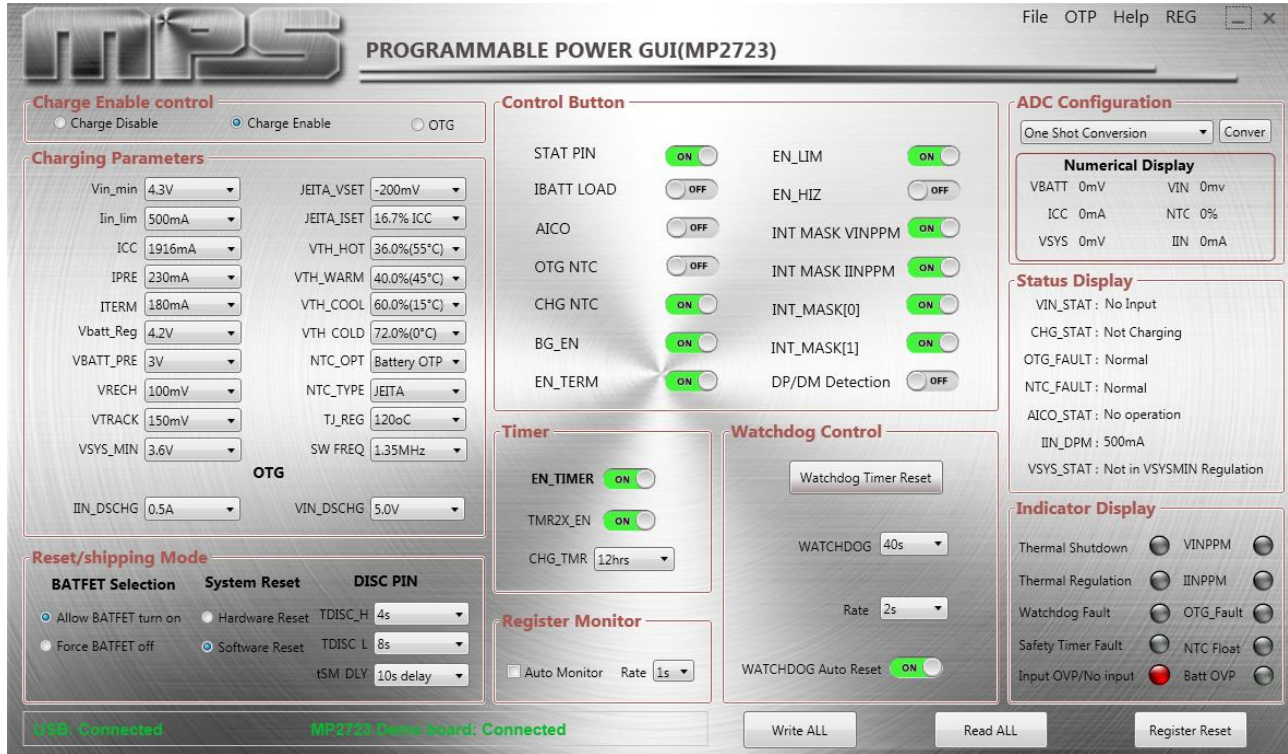 MPS
File OTP Help REG
PROGRAMMABLE POWER GUI(MP2723)
Charge Enable control
Charge Disable Charge Enable OTG
Charging Parameters
Vin_min 4.3V JEITA_VSET -200mV
Iin_lim 500mA JEITA_ISET 16.7% ICC
ICC 1916mA VTH_HOT 36.0%(55°C)
IPRE 230mA VTH_WARM 40.0%(45°C)
ITERM 180mA VTH_COOL 60.0%(15°C)
Vbatt_Reg 4.2V VTH COLD 72.0%(0°C)
VBATT_PRE 3V NTC_OPT Battery OTP
VRECH 100mV NTC_TYPE JEITA
VTRACK 150mV TJ_REG 120oC
VSYS_MIN 3.6V SW FREQ 1.35MHz
OTG
IIN_DSCHG 0.5A VIN_DSCHG 5.0V
Reset/shipping Mode
BATFET Selection System Reset DISC PIN
Allow BATFET turn on Hardware Reset TDISC_H 4s
Force BATFET off Software Reset TDISC L 8s
tSM DLY 10s delay
Control Button
STAT PIN ON EN_LIM ON
IBATT LOAD OFF EN_HIZ OFF
AICO OFF INT MASK VINPPM ON
OTG NTC OFF INT MASK IINPPM ON
CHG NTC ON INT_MASK[0] ON
BG_EN ON INT_MASK[1] ON
EN_TERM ON DP/DM Detection OFF
Timer
EN_TIMER ON
TMR2X_EN ON
CHG_TMR 12hrs
Register Monitor
Auto Monitor Rate 1s
Watchdog Control
Watchdog Timer Reset
WATCHDOG 40s
Rate 2s
WATCHDOG Auto Reset ON
ADC Configuration
One Shot Conversion Conver
Numerical Display
VBATT 0mV VIN 0mv
ICC 0mA NTC 0%
VSYS 0mV IIN 0mA
Status Display
VIN_STAT : No Input
CHG_STAT : Not Charging
OTG_FAULT : Normal
NTC_FAULT : Normal
AICO_STAT : No operation
IIN_DPM : 500mA
VSYS_STAT : Not in VSYSMIN Regulation
Indicator Display
Thermal Shutdown VINPPM
Thermal Regulation IINPPM
Watchdog Fault OTG_Fault
Safety Timer Fault NTC Float
Input OVP/No input Batt OVP
USB: Connected MP2723 Demo board: Connected
Write ALL Read ALL Register Reset